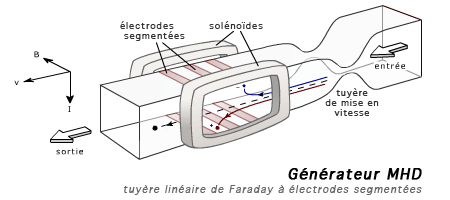 électrodes
segmentées
solénoïdes
B
v
I
entrée
tuyère
de mise en
vitesse
sortie
Générateur MHD
tuyère linéaire de Faraday à électrodes segmentées